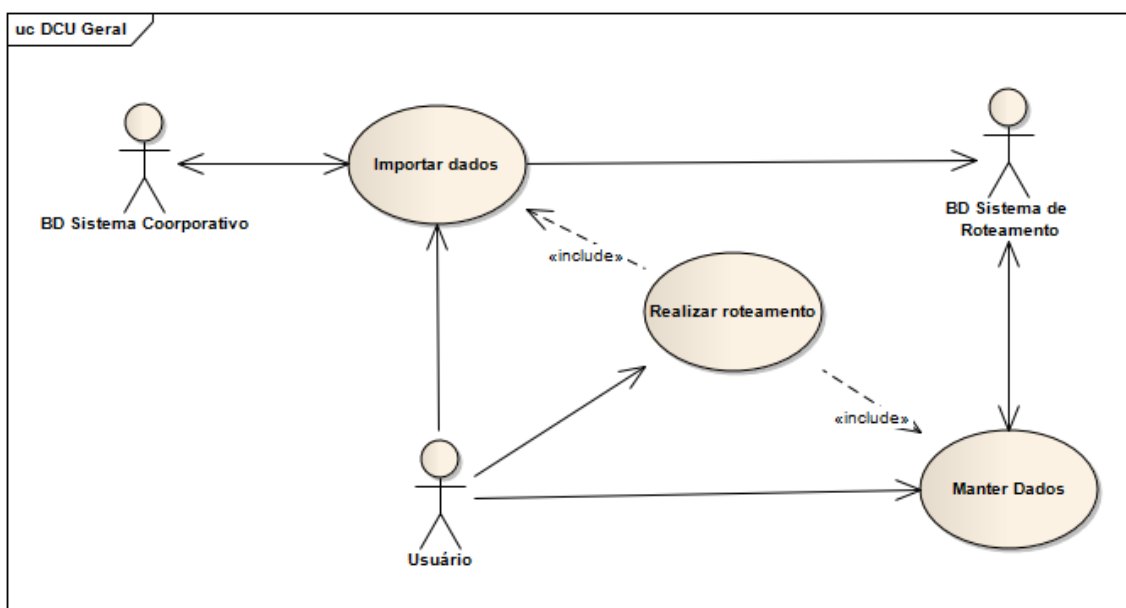 uc DCU Geral
BD Sistema Coorporativo
Importar dados
BD Sistema de
Roteamento
«include»
Realizar roteamento
«include»
Manter Dados
Usuário